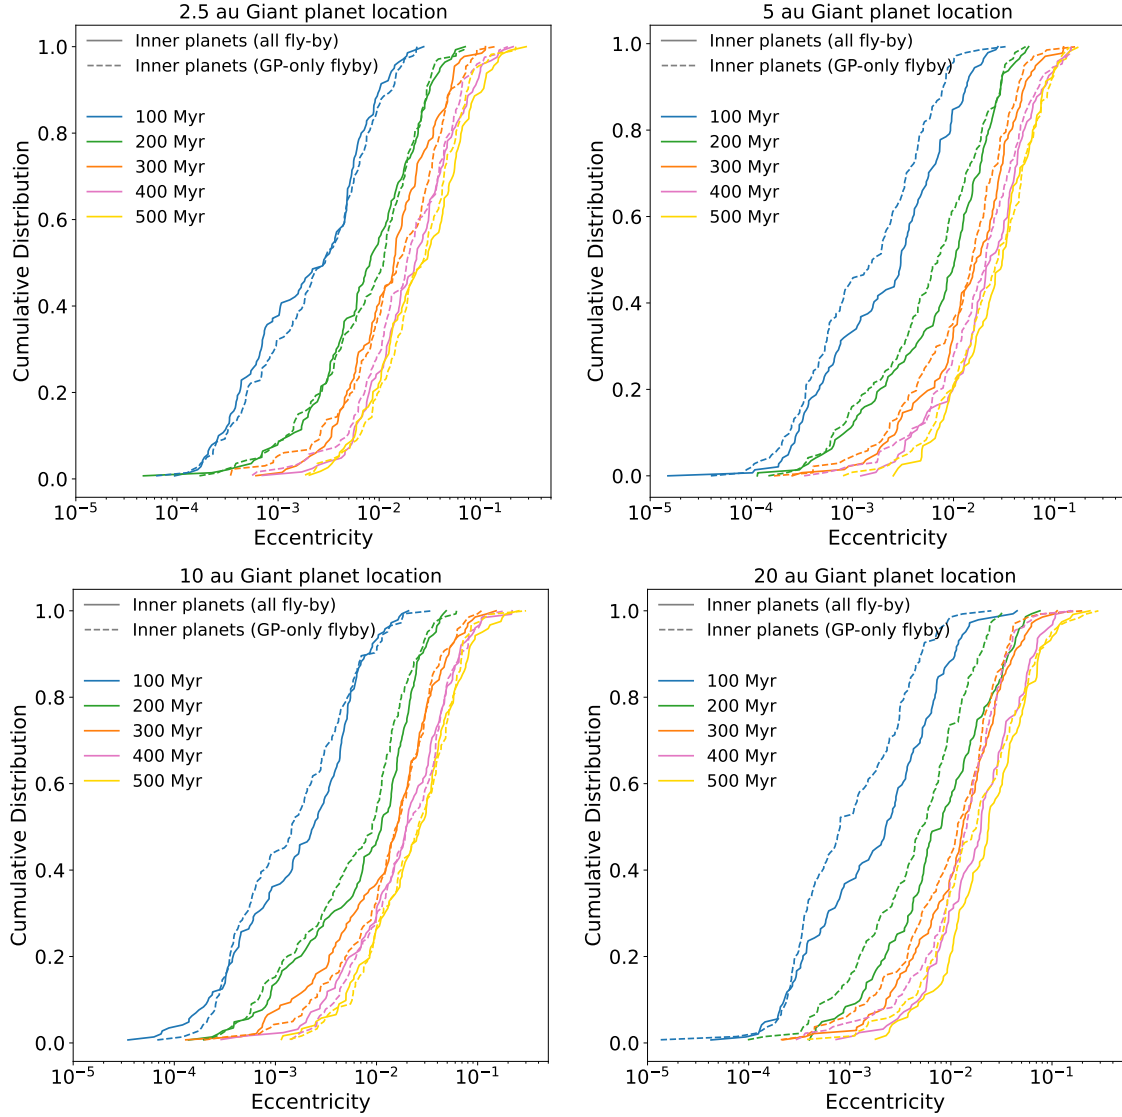 2.5 au Giant planet location
Inner planets (all fly-by)
Inner planets (GP-only flyby)
100 Myr
200 Myr
300 Myr
400 Myr
500 Myr
Cumulative Distribution
1.0
0.8
0.6
0.4
0.2
0.0
10⁻⁵ 10⁻⁴ 10⁻³ 10⁻² 10⁻¹
Eccentricity
5 au Giant planet location
Inner planets (all fly-by)
Inner planets (GP-only flyby)
100 Myr
200 Myr
300 Myr
400 Myr
500 Myr
Cumulative Distribution
1.0
0.8
0.6
0.4
0.2
0.0
10⁻⁵ 10⁻⁴ 10⁻³ 10⁻² 10⁻¹
Eccentricity
10 au Giant planet location
Inner planets (all fly-by)
Inner planets (GP-only flyby)
100 Myr
200 Myr
300 Myr
400 Myr
500 Myr
Cumulative Distribution
1.0
0.8
0.6
0.4
0.2
0.0
10⁻⁵ 10⁻⁴ 10⁻³ 10⁻² 10⁻¹
Eccentricity
20 au Giant planet location
Inner planets (all fly-by)
Inner planets (GP-only flyby)
100 Myr
200 Myr
300 Myr
400 Myr
500 Myr
Cumulative Distribution
1.0
0.8
0.6
0.4
0.2
0.0
10⁻⁵ 10⁻⁴ 10⁻³ 10⁻² 10⁻¹
Eccentricity